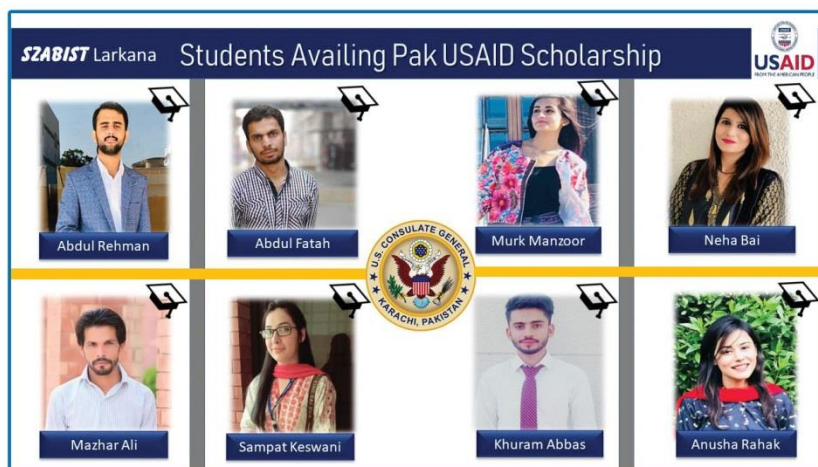 SZABIST Larkana Students Availing Pak USAID Scholarship
USAID
FROM THE AMERICAN PEOPLE
Abdul Rehman
Abdul Fatah
Murk Manzoor
Neha Bai
U.S. CONSULATE GENERAL
KARACHI, PAKISTAN
Mazhar Ali
Sampat Keswani
Khuram Abbas
Anusha Rahak